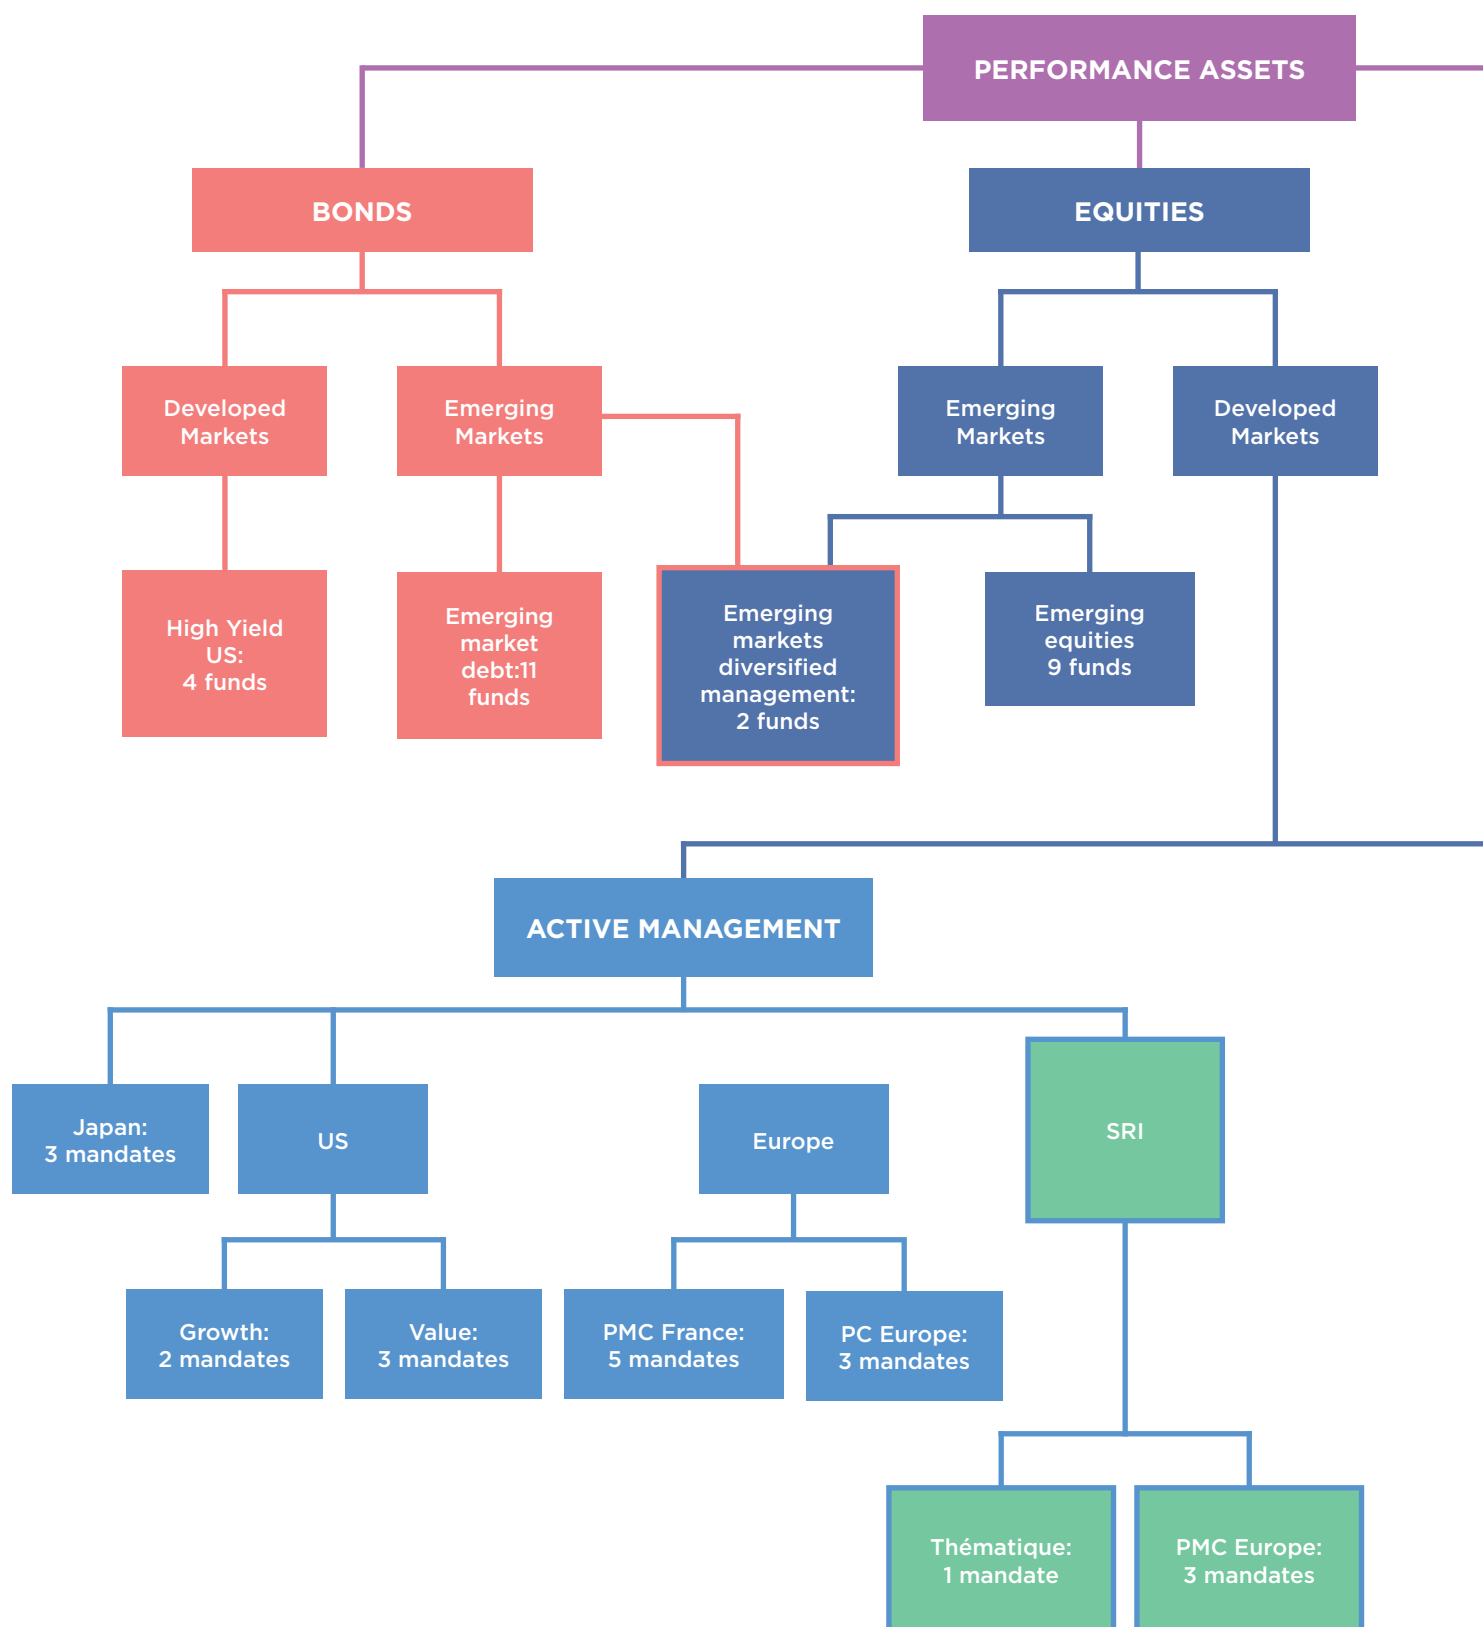 PERFORMANCE ASSETS
BONDS
EQUITIES
Developed
Markets
Emerging
Markets
Emerging
Markets
Developed
Markets
High Yield
US:
4 funds
Emerging
market
debt:11
funds
Emerging
markets
diversified
management:
2 funds
Emerging
equities
9 funds
ACTIVE MANAGEMENT
Japan:
3 mandates
US
Europe
SRI
Growth:
2 mandates
Value:
3 mandates
PMC France:
5 mandates
PC Europe:
3 mandates
Thématique:
1 mandate
PMC Europe:
3 mandates